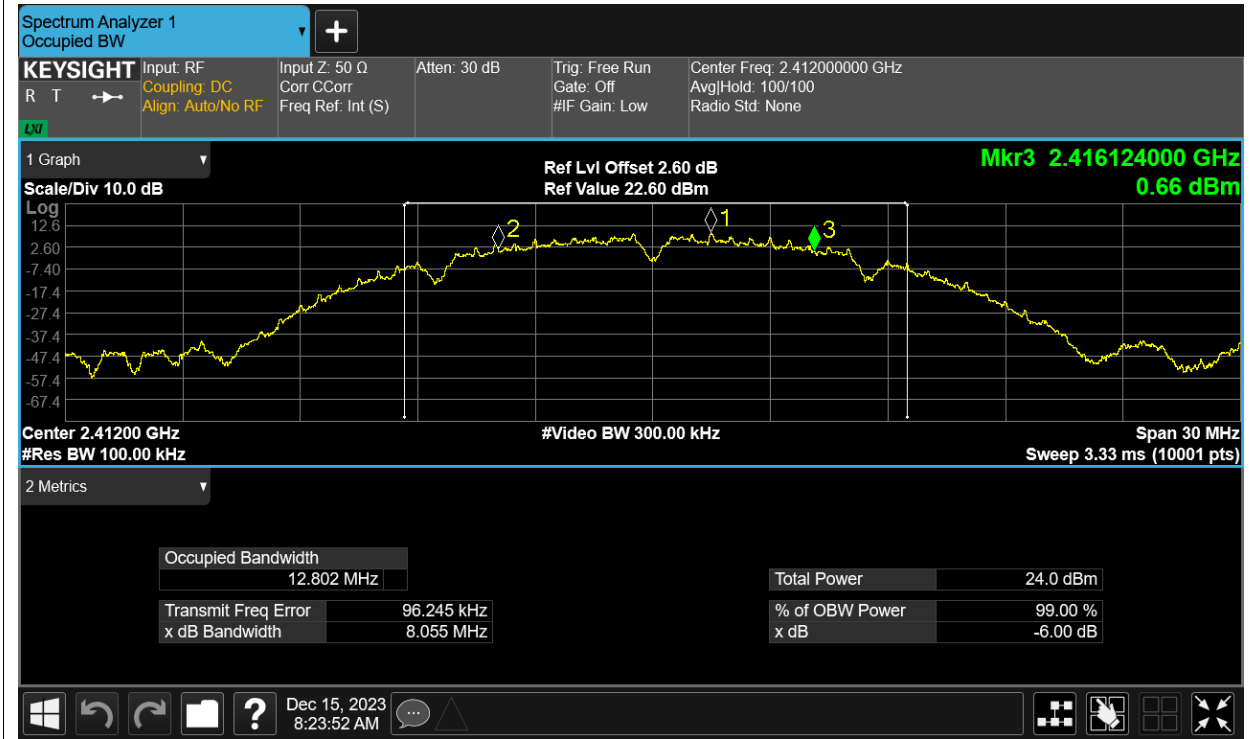 Spectrum Analyzer 1
Occupied BW
KEYSIGHT
R T
LXI
Input: RF
Coupling: DC
Align: Auto/No RF
Input Z: 50 Ω
Corr CCorr
Freq Ref: Int (S)
Atten: 30 dB
Trig: Free Run
Gate: Off
#IF Gain: Low
Center Freq: 2.412000000 GHz
Avg|Hold: 100/100
Radio Std: None
1 Graph
Scale/Div 10.0 dB
Ref Lvl Offset 2.60 dB
Ref Value 22.60 dBm
Mkr3 2.416124000 GHz
0.66 dBm
Log
12.6
2.60
-7.40
-17.4
-27.4
-37.4
-47.4
-57.4
-67.4
2
1
3
Center 2.41200 GHz
#Res BW 100.00 kHz
#Video BW 300.00 kHz
Span 30 MHz
Sweep 3.33 ms (10001 pts)
2 Metrics
Occupied Bandwidth
12.802 MHz
Transmit Freq Error 96.245 kHz
x dB Bandwidth 8.055 MHz
Total Power 24.0 dBm
% of OBW Power 99.00 %
x dB -6.00 dB
?
Dec 15, 2023
8:23:52 AM